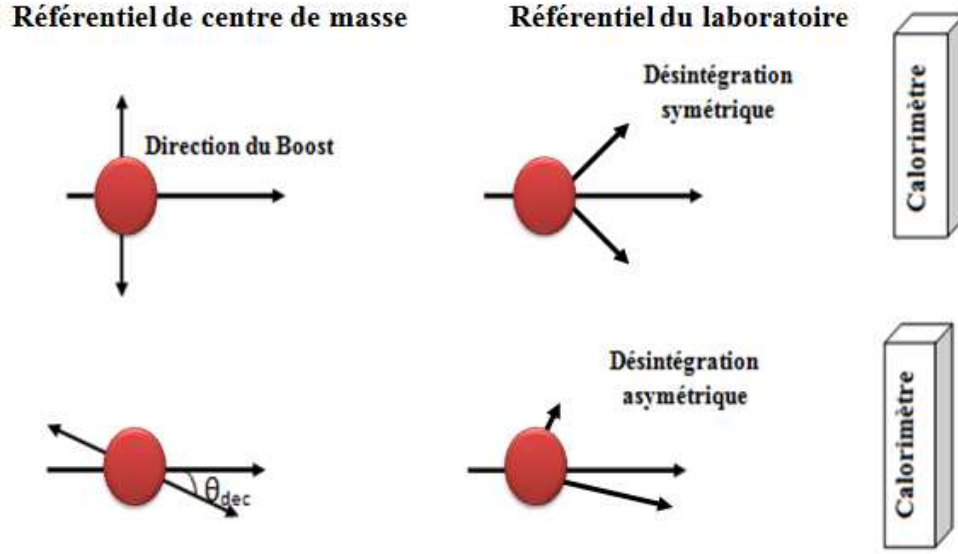 Référentiel de centre de masse
Référentiel du laboratoire
Direction du Boost
Désintégration
symétrique
Calorimètre
θdec
Désintégration
asymétrique
Calorimètre